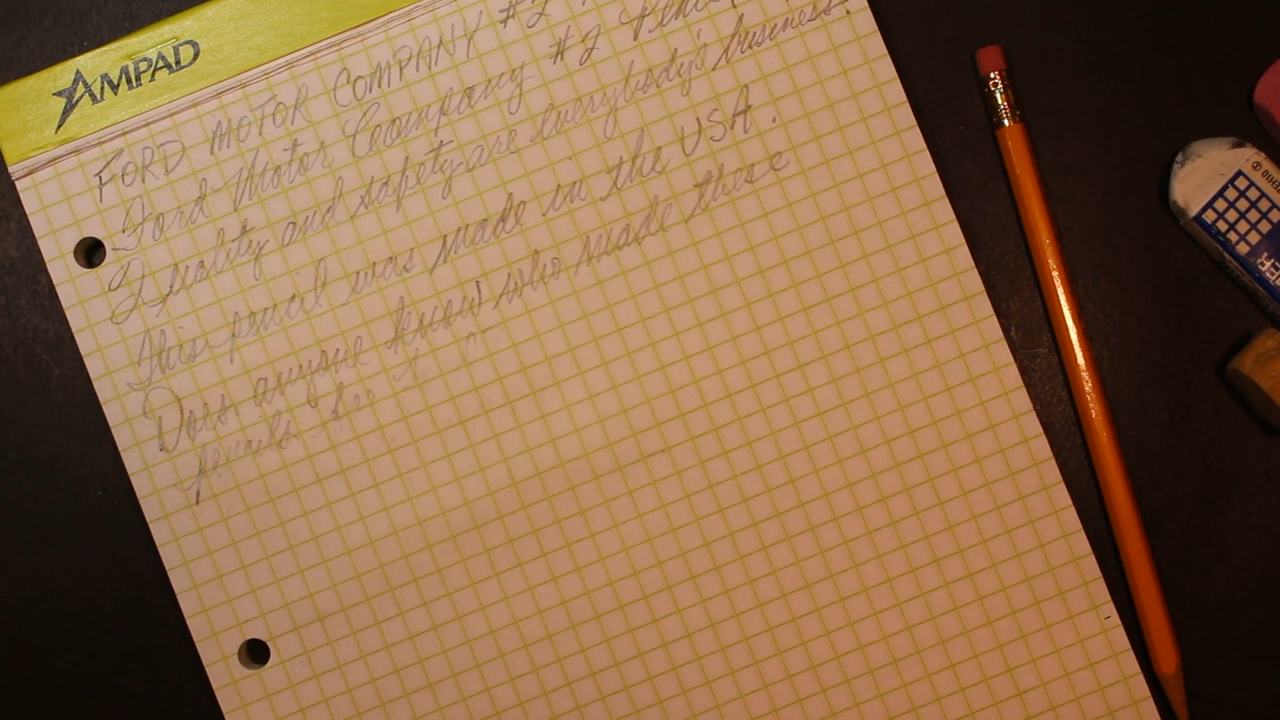 AMPAD
FORD MOTOR COMPANY #2
Ford Motor Company #2 Pencil
Quality and safety are everybody's business.
This pencil was made in the USA.
Does anyone know who made these
pencils